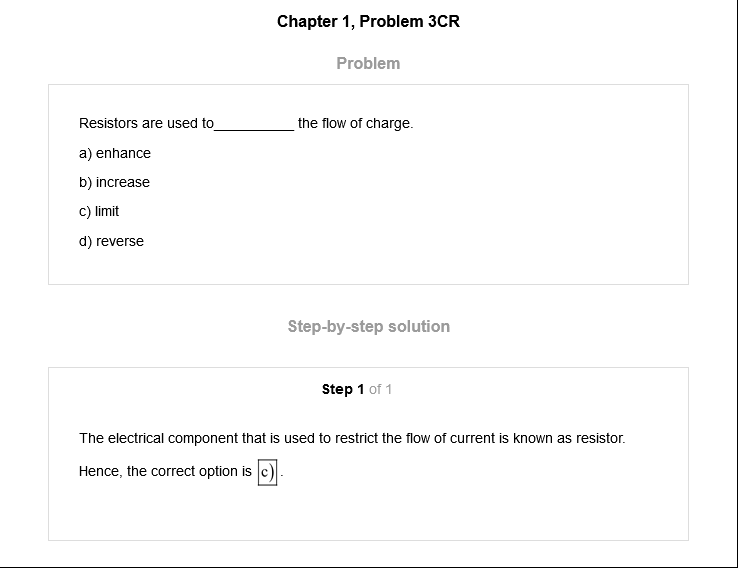 Chapter 1, Problem 3CR
Problem
Resistors are used to__________ the flow of charge.
a) enhance
b) increase
c) limit
d) reverse
Step-by-step solution
Step 1 of 1
The electrical component that is used to restrict the flow of current is known as resistor.
Hence, the correct option is c).